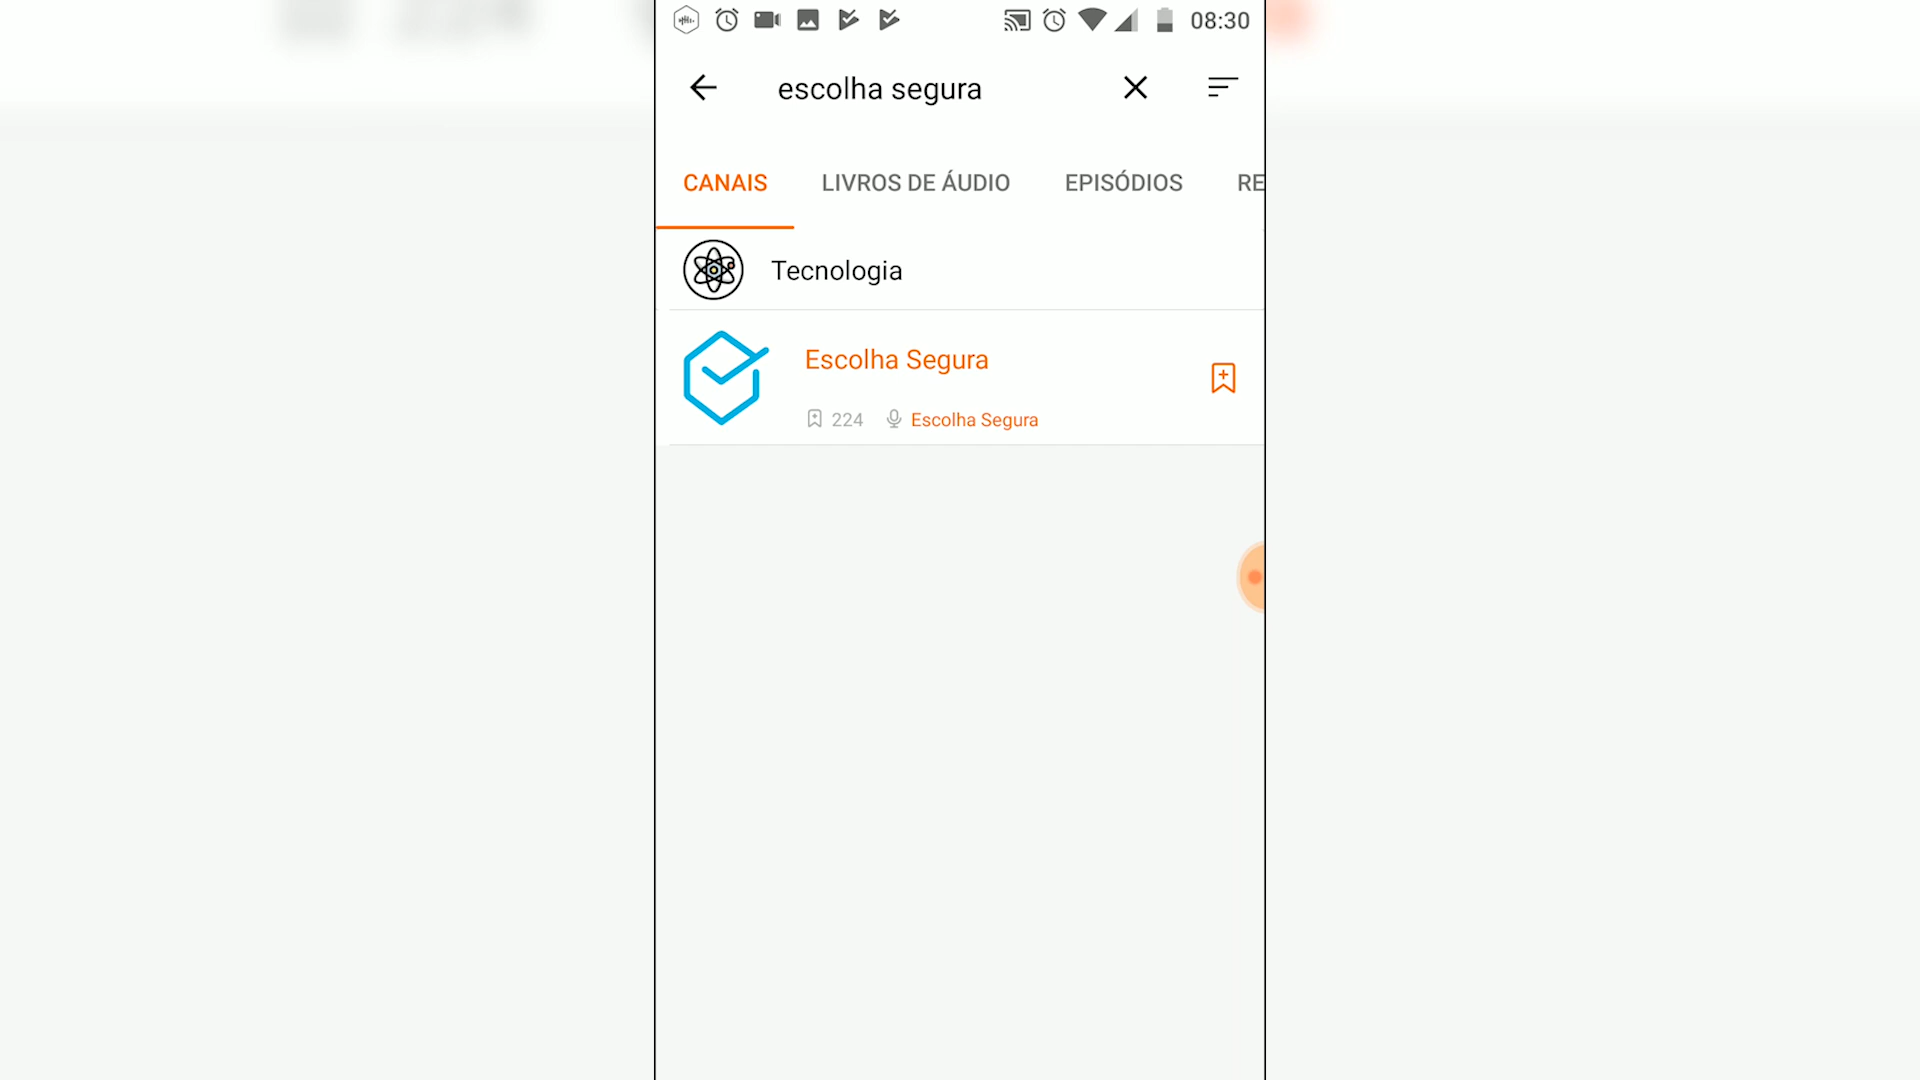 08:30
escolha segura
CANAIS LIVROS DE ÁUDIO EPISÓDIOS RE
Tecnologia
Escolha Segura
224 Escolha Segura